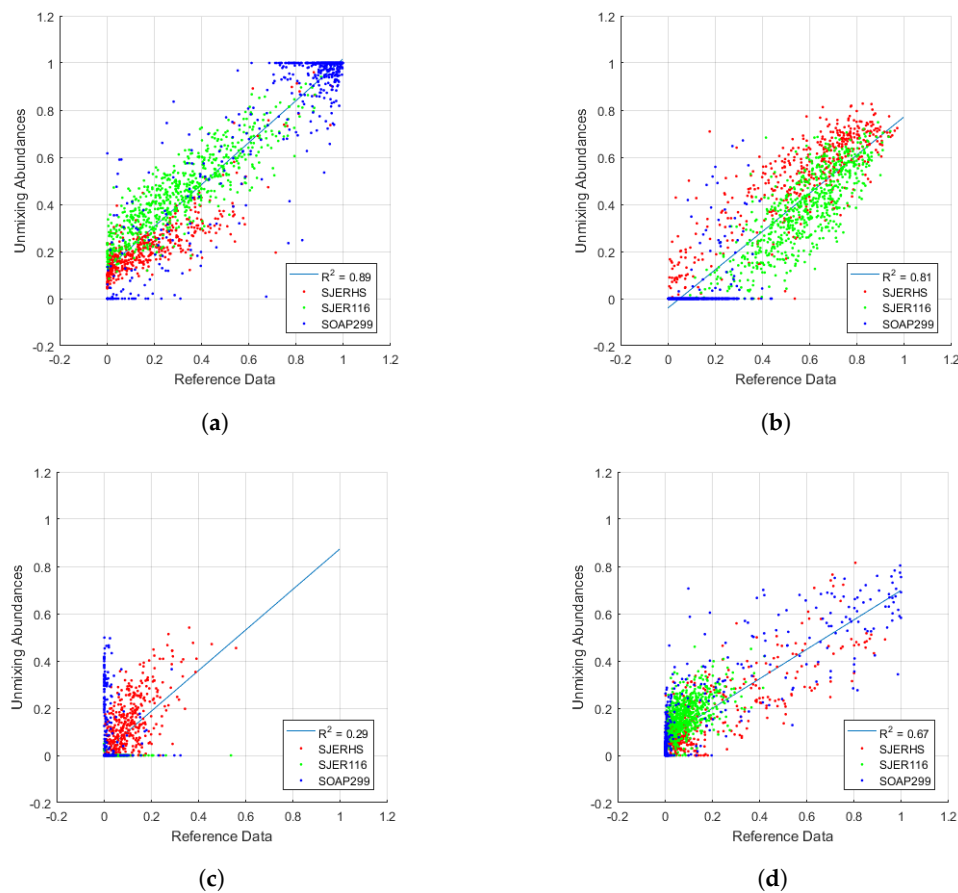 1.2
1
0.8
0.6
0.4
0.2
0
-0.2
Unmixing Abundances
-0.2 0 0.2 0.4 0.6 0.8 1 1.2
Reference Data
R² = 0.89
SJERHS
SJER116
SOAP299
(a)
1.2
1
0.8
0.6
0.4
0.2
0
-0.2
Unmixing Abundances
-0.2 0 0.2 0.4 0.6 0.8 1 1.2
Reference Data
R² = 0.81
SJERHS
SJER116
SOAP299
(b)
1.2
1
0.8
0.6
0.4
0.2
0
-0.2
Unmixing Abundances
-0.2 0 0.2 0.4 0.6 0.8 1 1.2
Reference Data
R² = 0.29
SJERHS
SJER116
SOAP299
(c)
1.2
1
0.8
0.6
0.4
0.2
0
-0.2
Unmixing Abundances
-0.2 0 0.2 0.4 0.6 0.8 1 1.2
Reference Data
R² = 0.67
SJERHS
SJER116
SOAP299
(d)